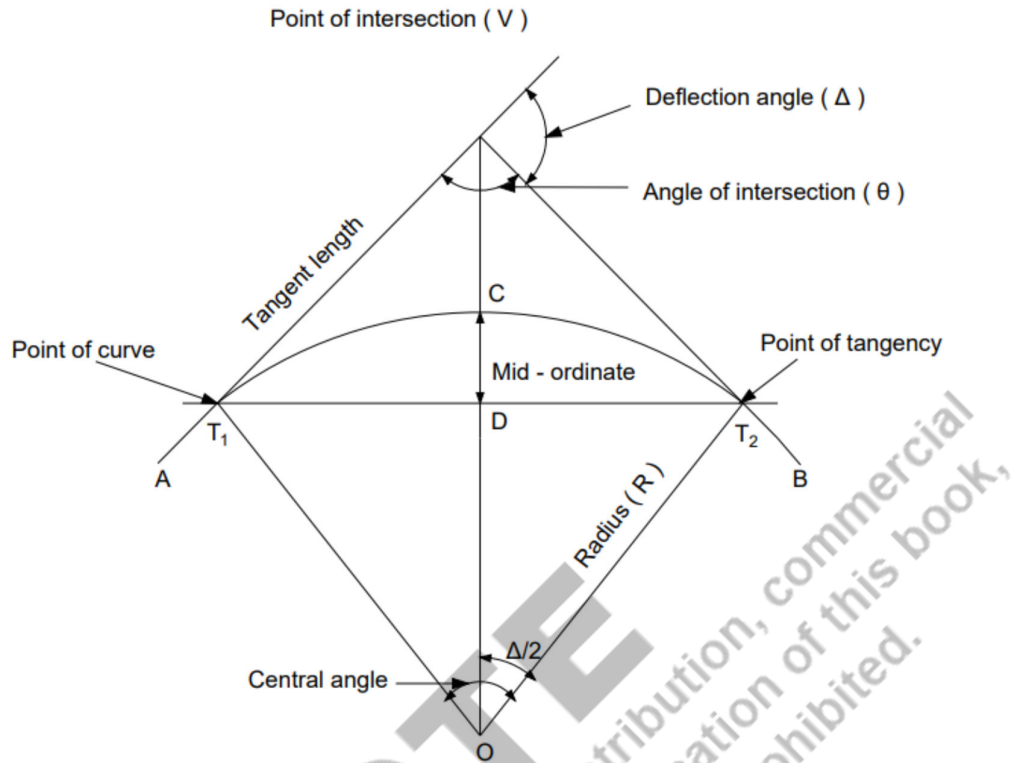 Point of intersection ( V )
Deflection angle ( Δ )
Angle of intersection ( θ )
Tangent length
C
Point of curve
Point of tangency
Mid - ordinate
T1
D
T2
A
B
Radius ( R )
Δ/2
Central angle
O
TE
tribution, commercial
ation of this book,
hibited.